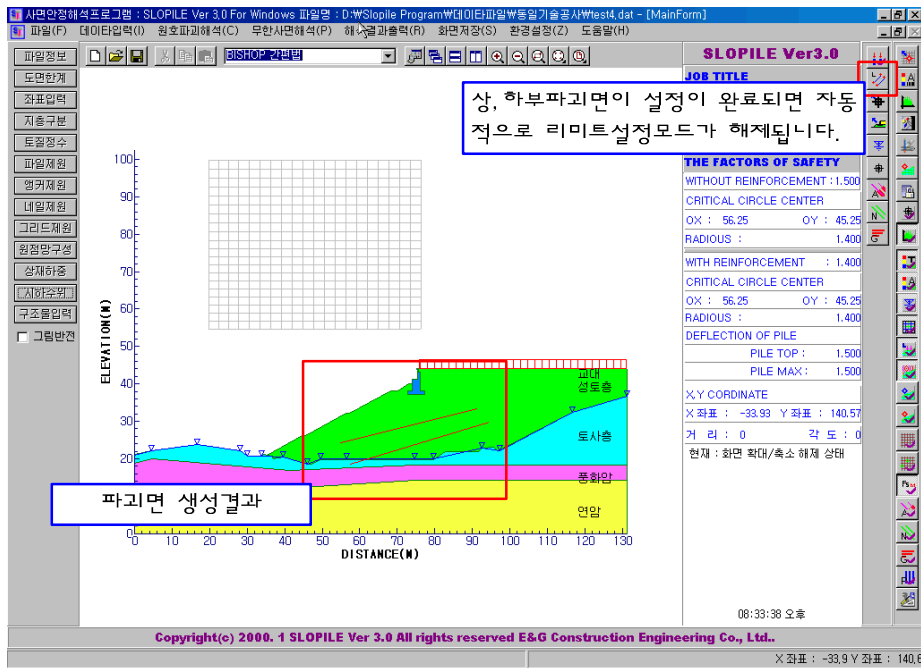 사면안정해석프로그램 : SLOPILE Ver 3,0 For Windows 파일명 : D:₩Slopile Program₩데이타파일₩동일기술공사₩test4,dat - [MainForm]
파일(F) 데이타입력(I) 원호파괴해석(C) 무한사면해석(P) 해석결과출력(R) 화면저장(S) 환경설정(Z) 도움말(H)
파일정보
도면한계
좌표입력
지층구분
토질정수
파일제원
앵커제원
네일제원
그리드제원
원점망구성
상재하중
지하수위
구조물입력
그림반전
BISHOP 간편법
SLOPILE Ver3.0
JOB TITLE
상, 하부파괴면이 설정이 완료되면 자동
적으로 리미트설정모드가 해제됩니다.
THE FACTORS OF SAFETY
WITHOUT REINFORCEMENT : 1.500
CRITICAL CIRCLE CENTER
OX : 56.25 OY : 45.25
RADIOUS : 1.400
WITH REINFORCEMENT : 1.400
CRITICAL CIRCLE CENTER
OX : 56.25 OY : 45.25
RADIOUS : 1.400
DEFLECTION OF PILE
PILE TOP : 1.500
PILE MAX : 1.500
X,Y CORDINATE
X 좌표 : -33.93 Y 좌표 : 140.57
거 리 : 0 각 도 : 0
현재 : 화면 확대/축소 해제 상태
08:33:38 오후
ELEVATION(M)
100
90
80
70
60
50
40
30
20
0
교대
성토층
토사층
풍화암
연암
파괴면 생성결과
0 10 20 30 40 50 60 70 80 90 100 110 120 130
DISTANCE(M)
Copyright(c) 2000. 1 SLOPILE Ver 3.0 All rights reserved E&G Construction Engineering Co., Ltd..
X 좌표 : -33,9 Y 좌표 : 140,6